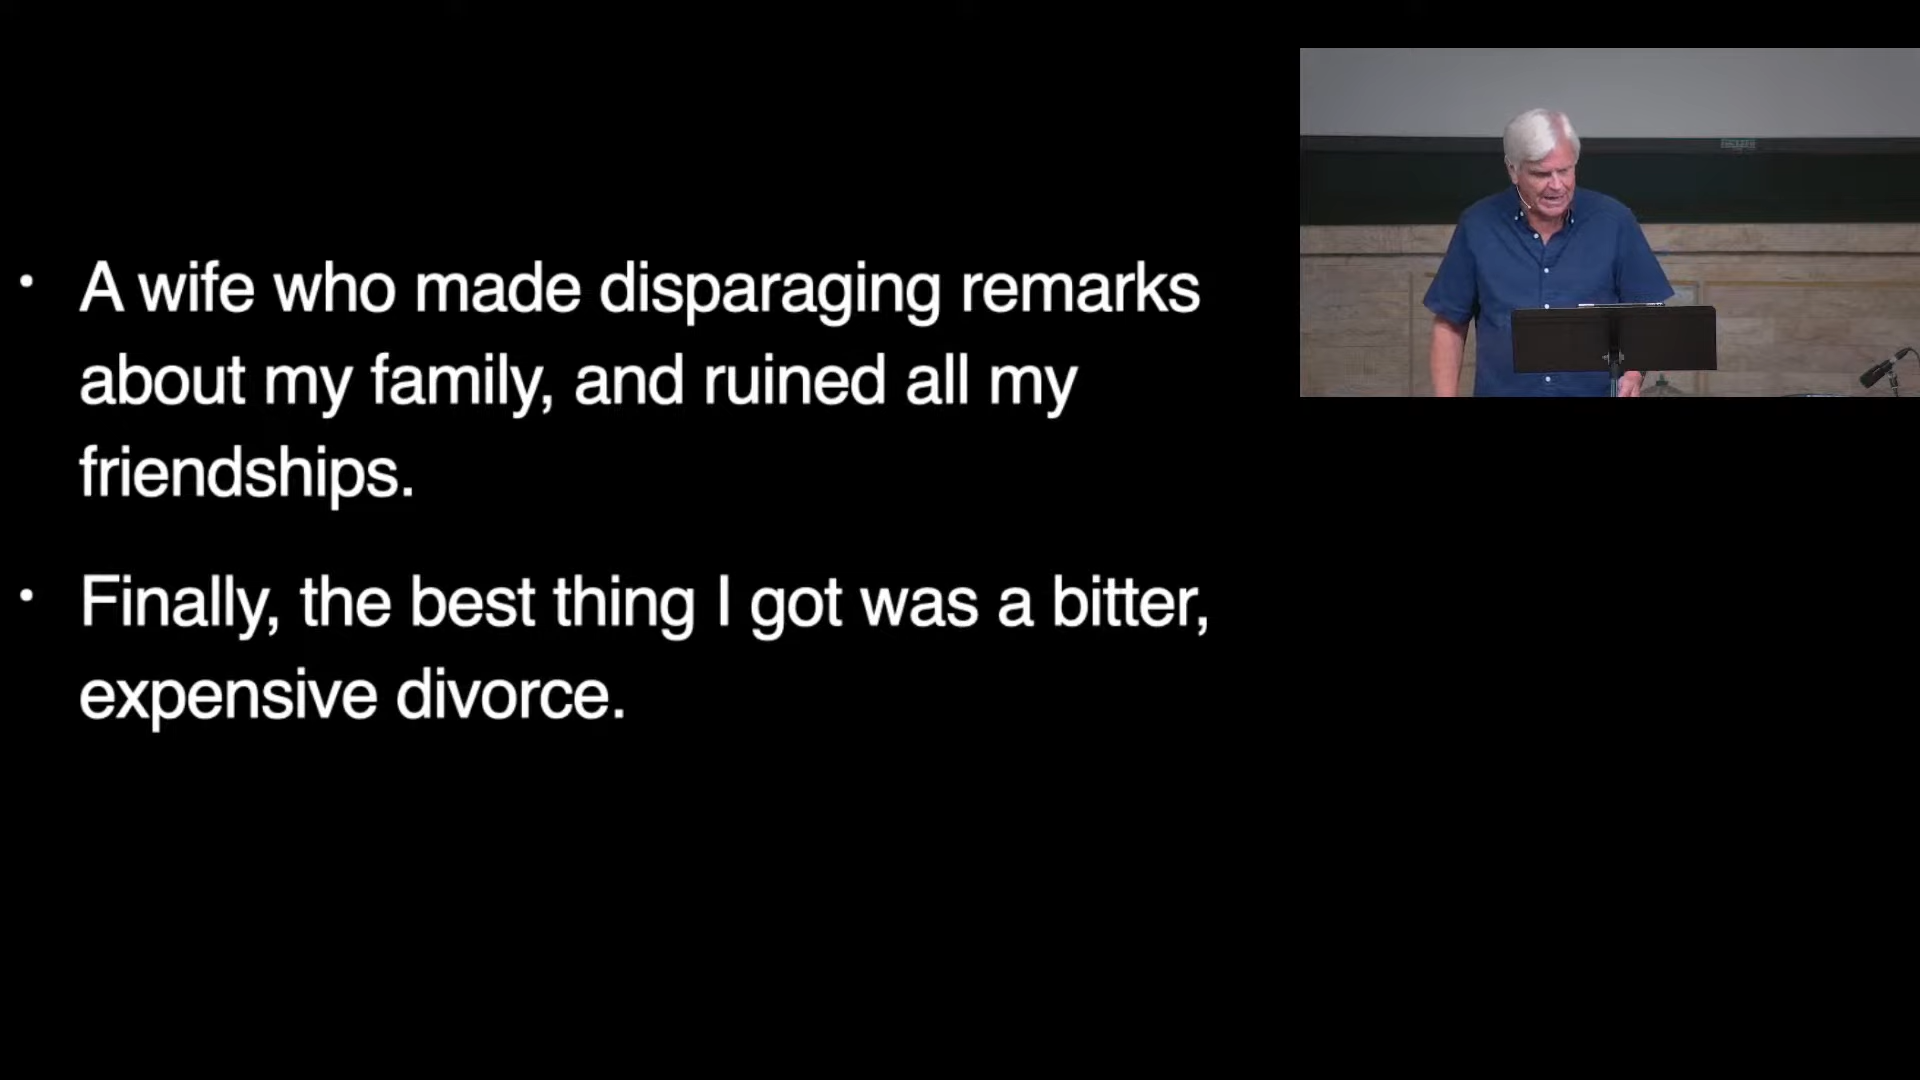 • A wife who made disparaging remarks
about my family, and ruined all my
friendships.
• Finally, the best thing I got was a bitter,
expensive divorce.